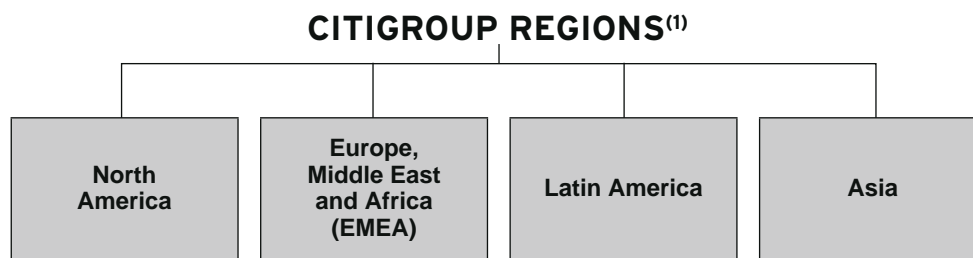 CITIGROUP REGIONS(1)
North
America
Europe,
Middle East
and Africa
(EMEA)
Latin America
Asia